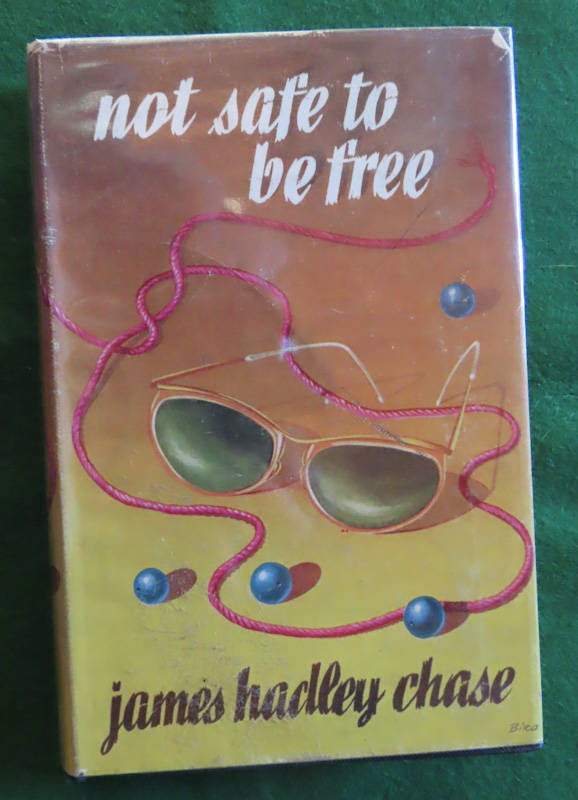 not safe to
be free
james hadley chase